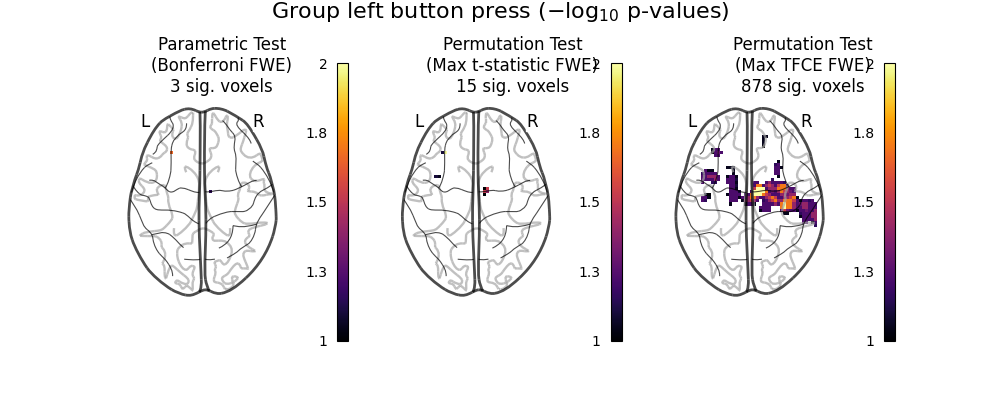 Group left button press (−log₁₀ p-values)
Parametric Test
(Bonferroni FWE)
3 sig. voxels
L R
2
1.8
1.5
1.3
1
Permutation Test
(Max t-statistic FWE)
15 sig. voxels
L R
2
1.8
1.5
1.3
1
Permutation Test
(Max TFCE FWE)
878 sig. voxels
L R
2
1.8
1.5
1.3
1